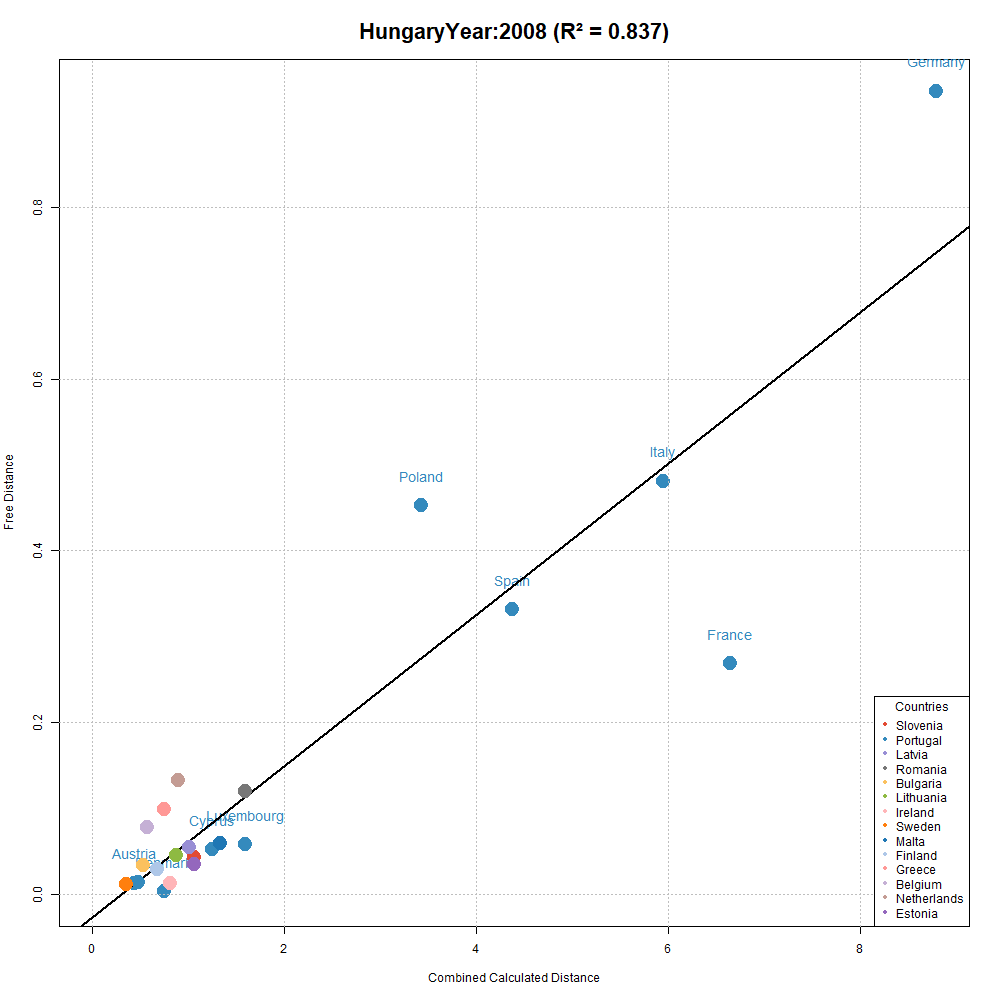 HungaryYear:2008 (R² = 0.837)
Germany
0.8
0.6
Italy
Poland
Free Distance
0.4
Spain
France
0.2
Countries
Slovenia
Portugal
Latvia
Romania
Bulgaria
Lithuania
Ireland
Sweden
Malta
Finland
Greece
Belgium
Netherlands
Estonia
Luxembourg
Cyprus
Austria
Denmark
0.0
0
2
4
6
8
Combined Calculated Distance